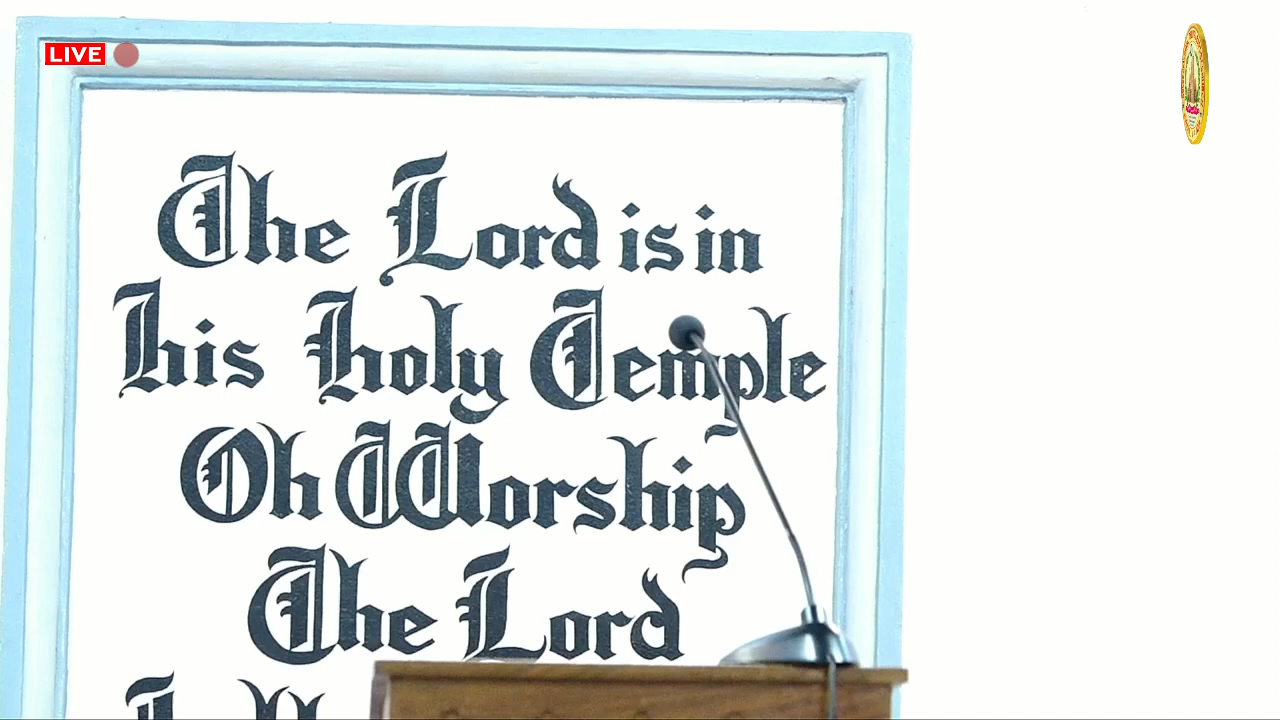 LIVE
The Lord is in
his holy Temple
Oh Worship
The Lord